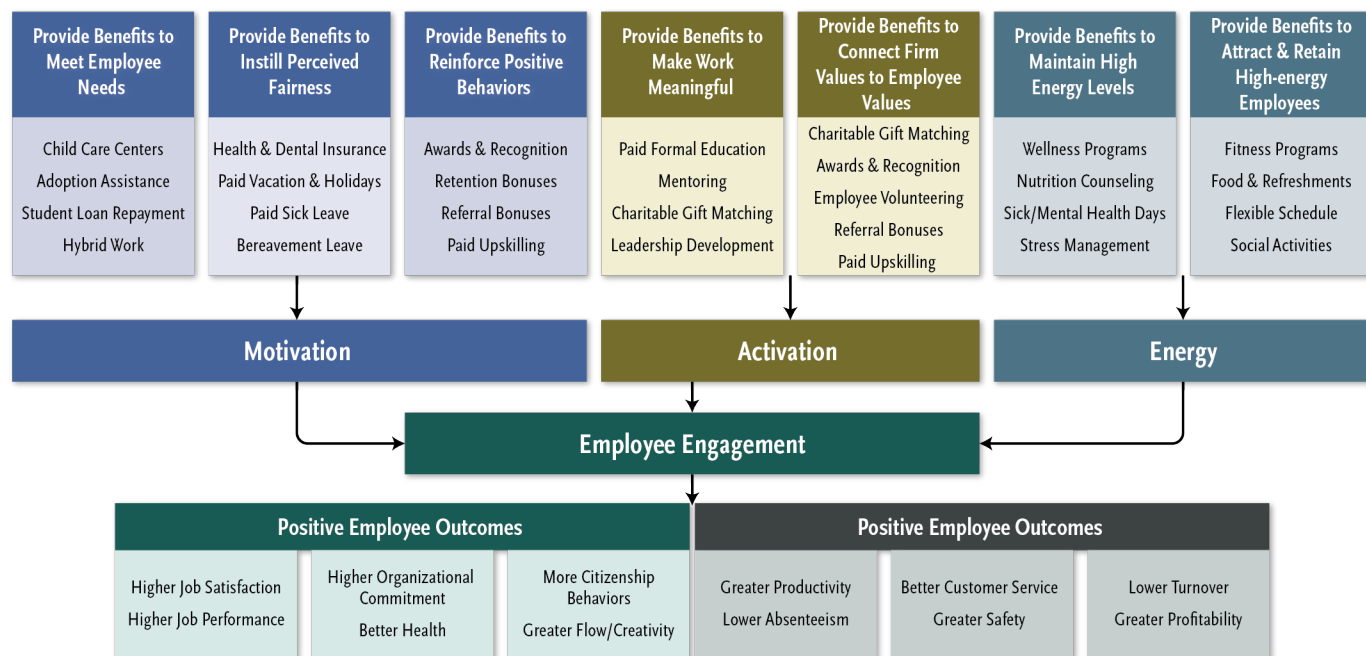 Provide Benefits to
Meet Employee
Needs
Child Care Centers
Adoption Assistance
Student Loan Repayment
Hybrid Work
Provide Benefits to
Instill Perceived
Fairness
Health & Dental Insurance
Paid Vacation & Holidays
Paid Sick Leave
Bereavement Leave
Provide Benefits to
Reinforce Positive
Behaviors
Awards & Recognition
Retention Bonuses
Referral Bonuses
Paid Upskilling
Provide Benefits to
Make Work
Meaningful
Paid Formal Education
Mentoring
Charitable Gift Matching
Leadership Development
Provide Benefits to
Connect Firm
Values to Employee
Values
Charitable Gift Matching
Awards & Recognition
Employee Volunteering
Referral Bonuses
Paid Upskilling
Provide Benefits to
Maintain High
Energy Levels
Wellness Programs
Nutrition Counseling
Sick/Mental Health Days
Stress Management
Provide Benefits to
Attract & Retain
High-energy
Employees
Fitness Programs
Food & Refreshments
Flexible Schedule
Social Activities
Motivation
Activation
Energy
Employee Engagement
Positive Employee Outcomes
Higher Job Satisfaction
Higher Job Performance
Higher Organizational
Commitment
Better Health
More Citizenship
Behaviors
Greater Flow/Creativity
Positive Employee Outcomes
Greater Productivity
Lower Absenteeism
Better Customer Service
Greater Safety
Lower Turnover
Greater Profitability